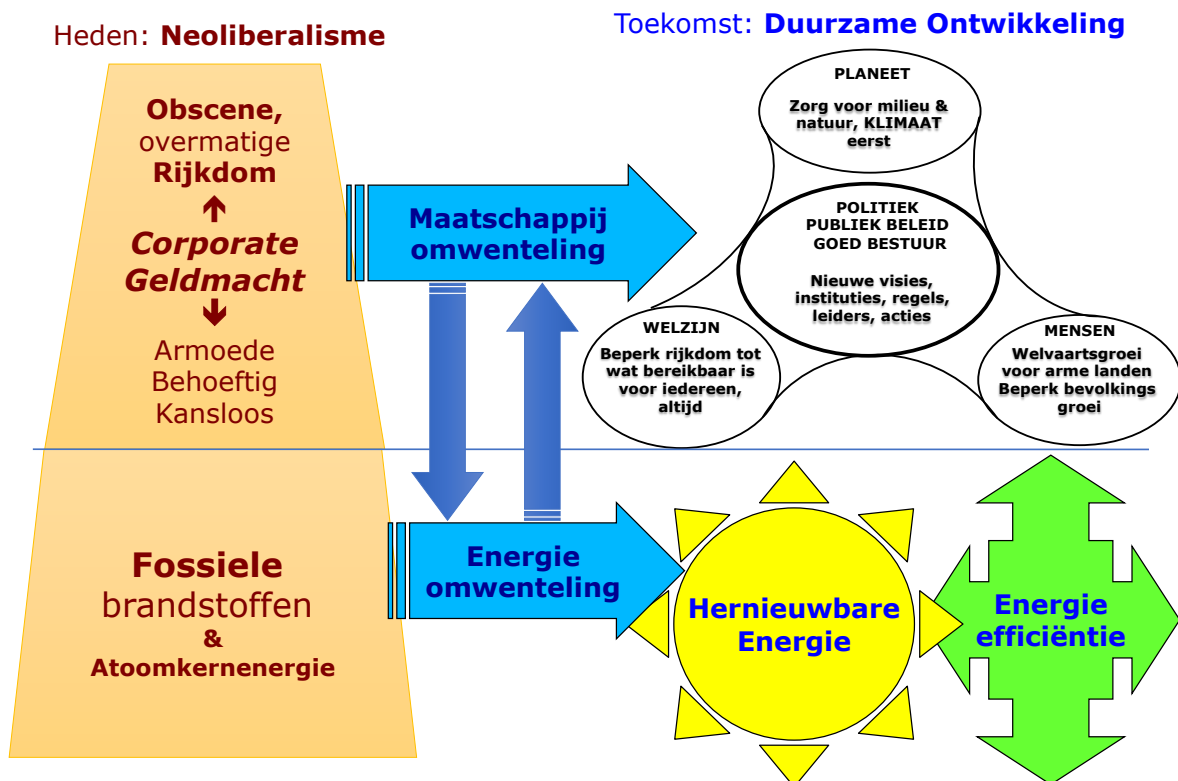 Heden: Neoliberalisme
Toekomst: Duurzame Ontwikkeling
Obscene,
overmatige
Rijkdom
Corporate
Geldmacht
Armoede
Behoeftig
Kansloos
Maatschappij
omwenteling
PLANEET
Zorg voor milieu &
natuur, KLIMAAT
eerst
POLITIEK
PUBLIEK BELEID
GOED BESTUUR
Nieuwe visies,
instituties, regels,
leiders, acties
WELZIJN
Beperk rijkdom tot
wat bereikbaar is
voor iedereen,
altijd
MENSEN
Welvaartsgroei
voor arme landen
Beperk bevolkings
groei
Fossiele
brandstoffen
&
Atoomkernenergie
Energie
omwenteling
Hernieuwbare
Energie
Energie
efficiëntie